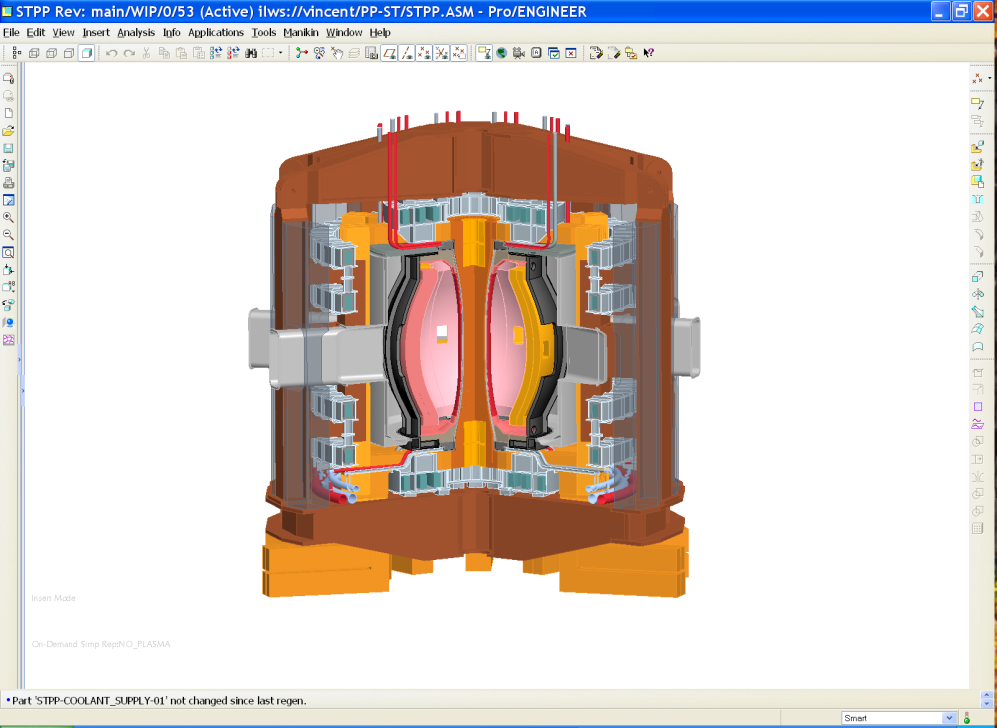 STPP Rev: main/WIP/0/53 (Active) ilws://vincent/PP-ST/STPP.ASM - Pro/ENGINEER
File Edit View Insert Analysis Info Applications Tools Manikin Window Help
Insert Mode
On-Demand Simp Rep:NO_PLASMA
• Part 'STPP-COOLANT_SUPPLY-01' not changed since last regen.
Smart